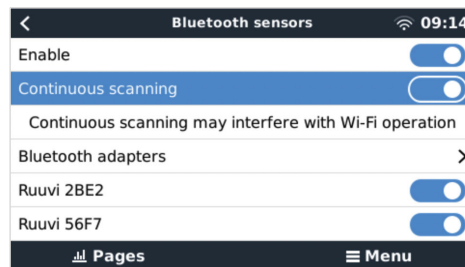 Bluetooth sensors 09:14
Enable
Continuous scanning
Continuous scanning may interfere with Wi-Fi operation
Bluetooth adapters
Ruuvi 2BE2
Ruuvi 56F7
Pages Menu